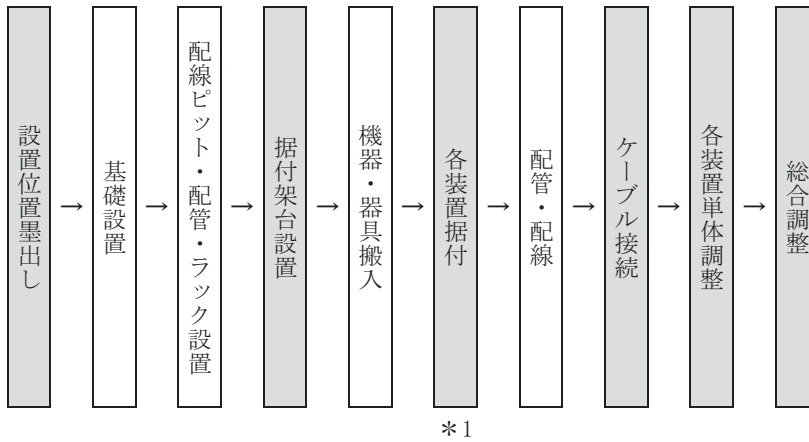 設置位置墨出し
→
基礎設置
→
配線ピット・配管・ラック設置
→
据付架台設置
→
機器・器具搬入
→
各装置据付
→
配管・配線
→
ケーブル接続
→
各装置単体調整
→
総合調整
＊1